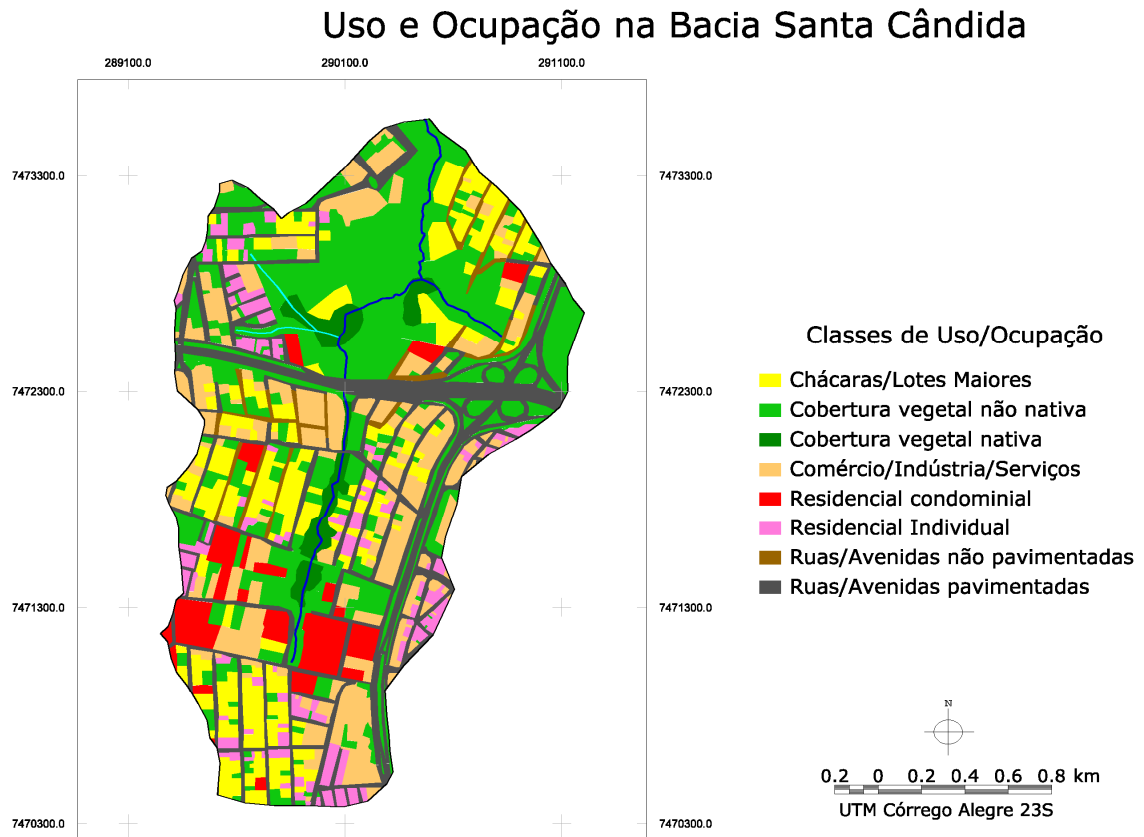 Uso e Ocupação na Bacia Santa Cândida
289100.0 290100.0 291100.0
7473300.0 7473300.0
7472300.0 7472300.0
7471300.0 7471300.0
7470300.0 7470300.0
Classes de Uso/Ocupação
Chácaras/Lotes Maiores
Cobertura vegetal não nativa
Cobertura vegetal nativa
Comércio/Indústria/Serviços
Residencial condominial
Residencial Individual
Ruas/Avenidas não pavimentadas
Ruas/Avenidas pavimentadas
N
0.2 0 0.2 0.4 0.6 0.8 km
UTM Córrego Alegre 23S